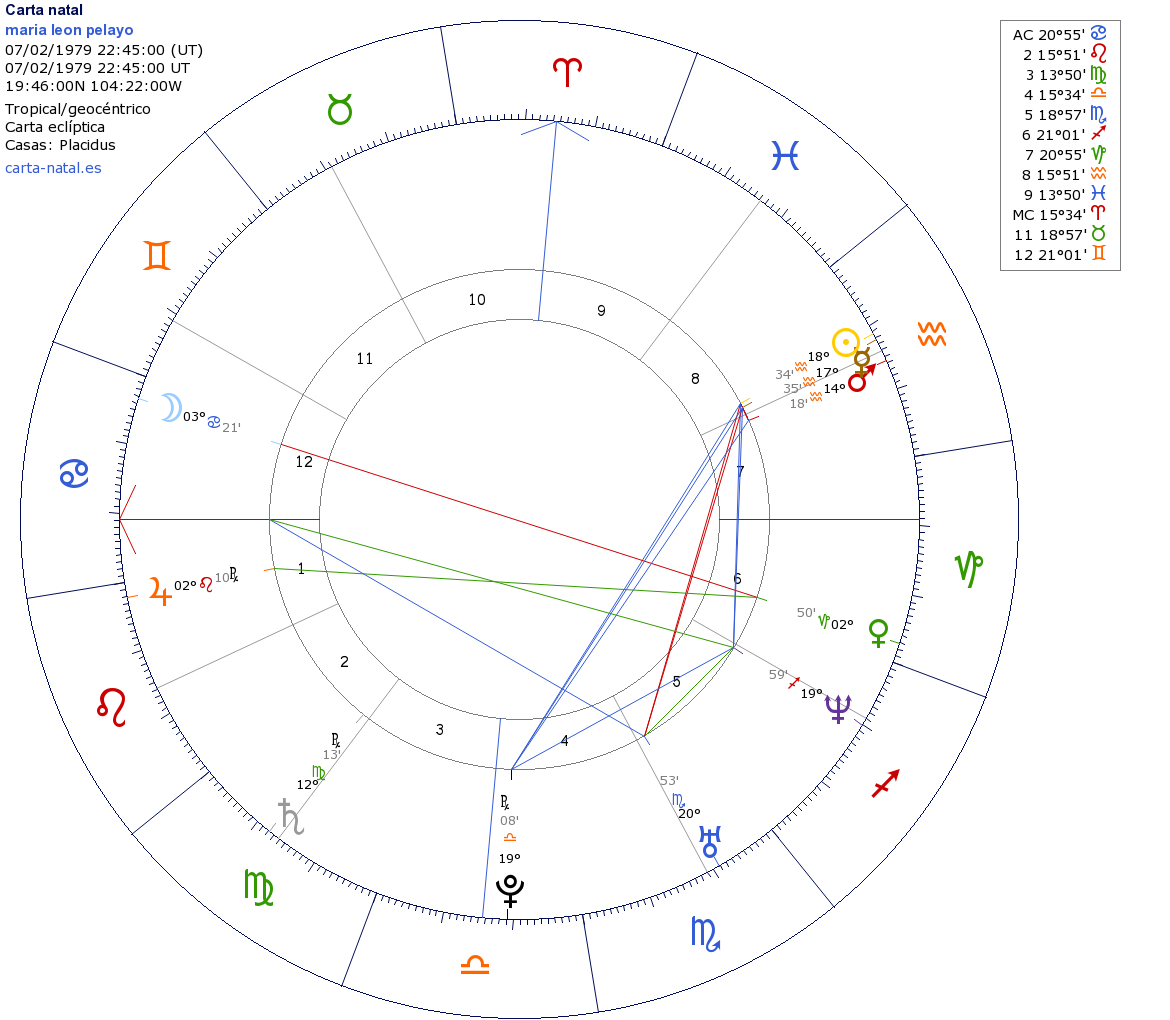 Carta natal
maria leon pelayo
07/02/1979 22:45:00 (UT)
07/02/1979 22:45:00 UT
19:46:00N 104:22:00W
Tropical/geocéntrico
Carta eclíptica
Casas: Placidus
carta-natal.es
AC 20°55' ♋
2 15°51' ♌
3 13°50' ♍
4 15°34' ♎
5 18°57' ♏
6 21°01' ♐
7 20°55' ♑
8 15°51' ♒
9 13°50' ♓
MC 15°34' ♈
11 18°57' ♉
12 21°01' ♊
♈
♉
♓
♊
♒
10
9
11
8
☉
34' ♒ 18°
☿
35' ♒ 17°
♂
18' ♒ 14°
☽ 03° ♋ 21'
12
7
♋
♃ 02° ♌ 10' ℞
1
6
♑
50' ♑ 02° ♀
2
5
59' ♐ 19° ♆
3
4
♌
℞
13'
♍
12°
♄
℞
08'
♎
19°
♇
53'
♏
20°
♅
♐
♍
♏
♎